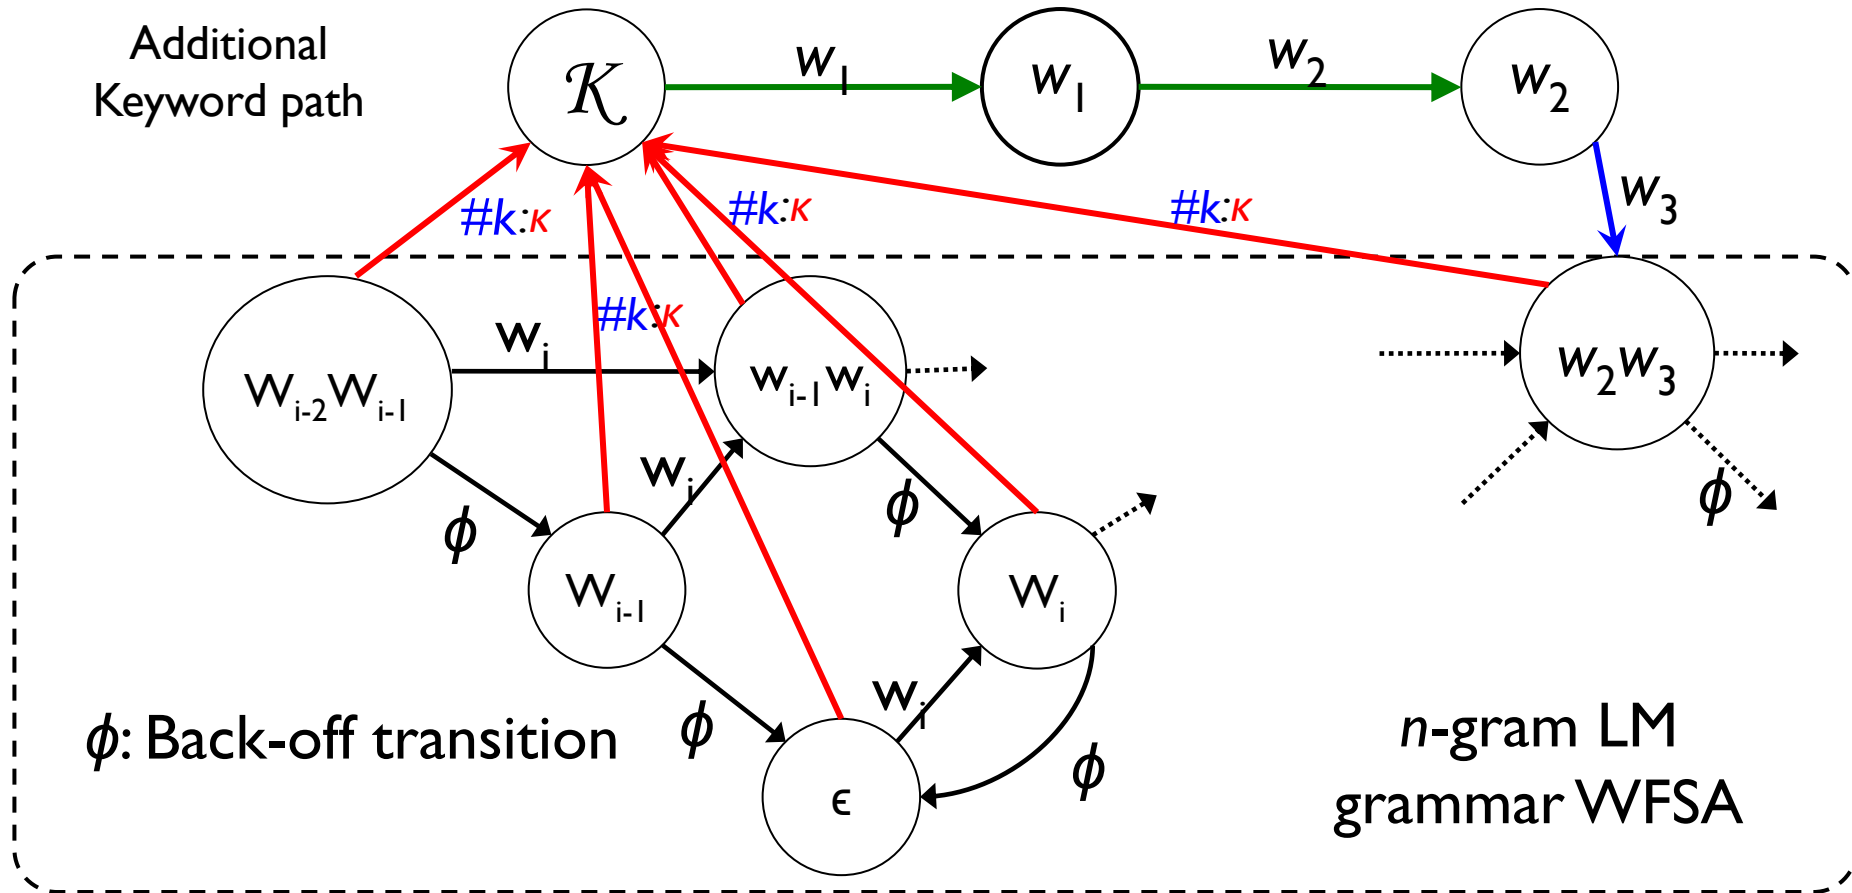 Additional
Keyword path
𝒦
w₁
w₁
w₂
w₂
w₃
#k:κ
#k:κ
#k:κ
#k:κ
wᵢ
wᵢ₋₂wᵢ₋₁
wᵢ₋₁wᵢ
w₂w₃
wᵢ
ϕ
ϕ
ϕ
wᵢ₋₁
wᵢ
wᵢ
ϕ
ϕ
ϵ
ϕ: Back-off transition
n-gram LM
grammar WFSA